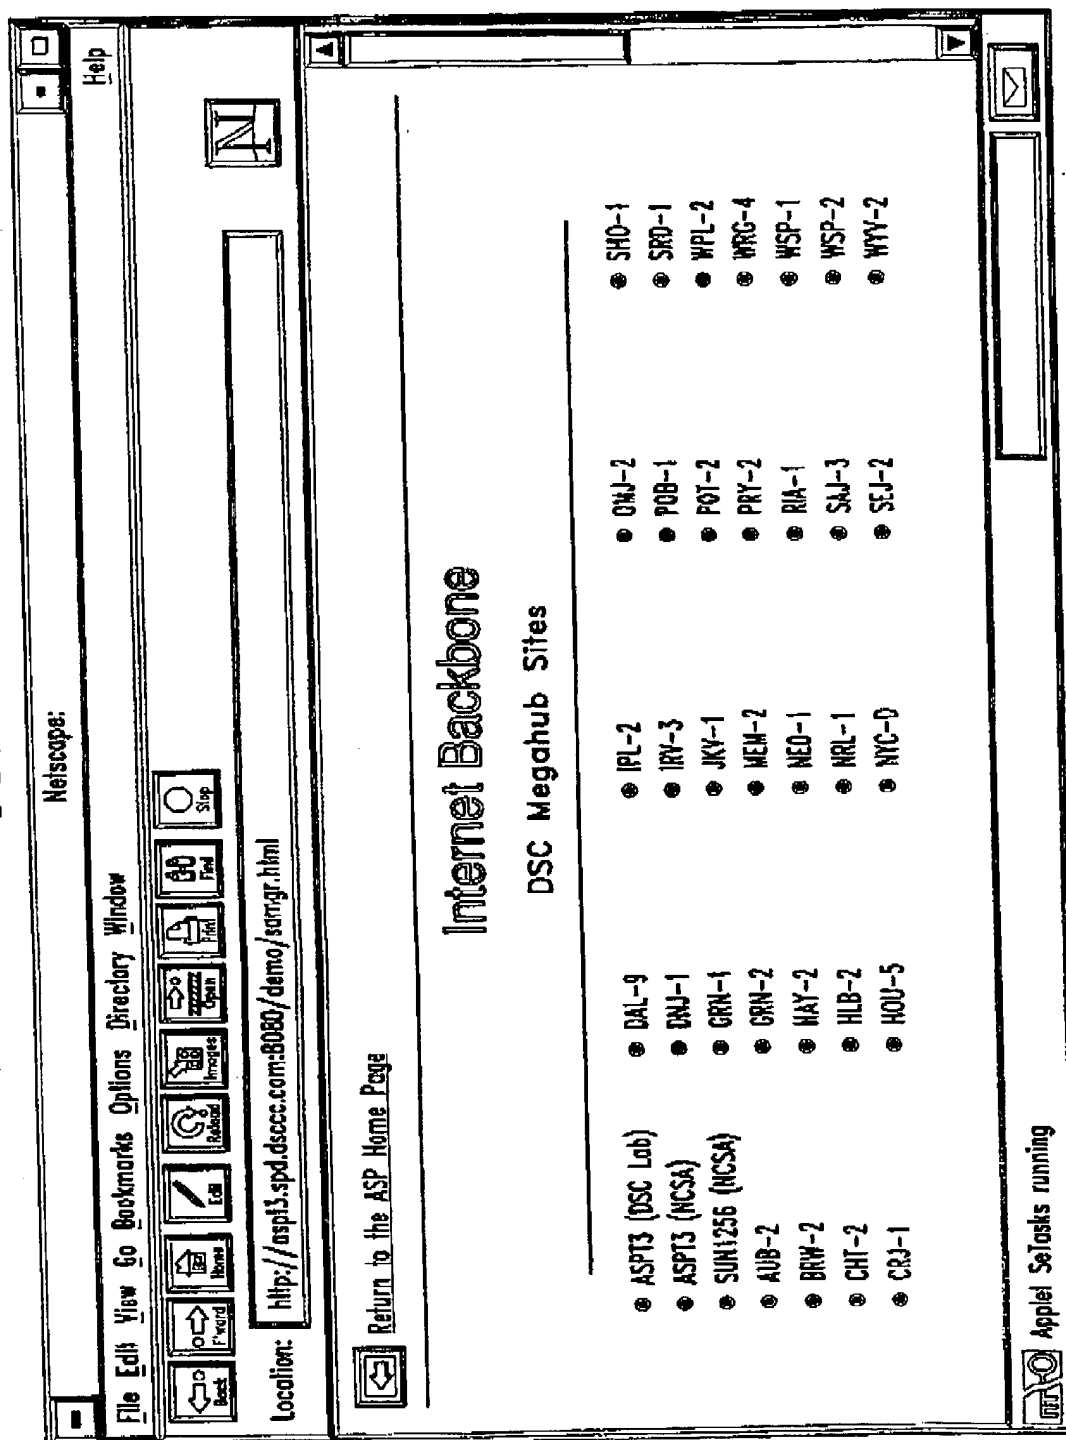 Netscape:
File Edit View Go Bookmarks Options Directory Window Help
Back F'ward Home Edit Reload Images Open Print Find Stop
Location: http://aspt3.spd.dsccc.com:8080/demo/samgr.html
N
Return to the ASP Home Page
Internet Backbone
DSC Megahub Sites
ASPT3 (DSC Lab) DAL-9 IPL-2 OMJ-2 SHO-1
ASPT3 (NCSA) DNJ-1 IRV-3 POB-1 SRD-1
SUN1256 (NCSA) GRN-1 JKV-1 POT-2 WPL-2
AUB-2 GRN-2 MEM-2 PRY-2 WRG-4
BRW-2 HAY-2 NEO-1 RIA-1 WSP-1
CHT-2 HLB-2 NRL-1 SAJ-3 WSP-2
CRJ-1 HOU-5 NYC-D SEJ-2 WYV-2
Applet SeTasks running